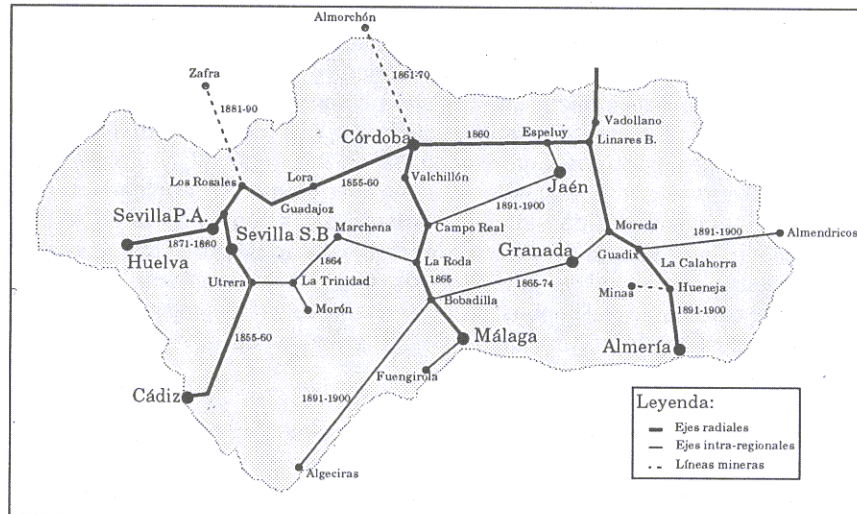 Almorchón
Zafra
1861-70
1881-90
Vadollano
Córdoba
1860
Espeluy
Linares B.
Los Rosales
Lora
1855-60
Valchillón
Jaén
Guadajoz
1891-1900
Sevilla P.A.
Marchena
Campo Real
Moreda
1891-1900
Almendricos
1871-1880
Sevilla S.B
Granada
Guadix
Huelva
1864
La Roda
La Calahorra
Utrera
La Trinidad
1865
1865-74
Minas
Hueneja
Bobadilla
Morón
1891-1900
1855-60
Málaga
Almería
Fuengirola
Cádiz
1891-1900
Algeciras
Leyenda:
Ejes radiales
Ejes intra-regionales
Líneas mineras